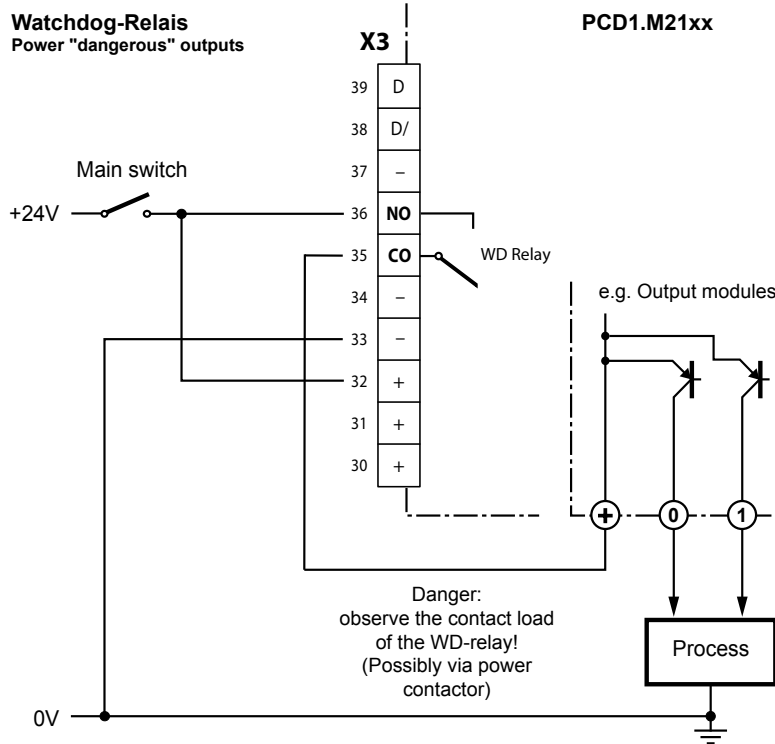 Watchdog-Relais
Power "dangerous" outputs
PCD1.M21xx
X3
39 D
38 D/
37 –
Main switch
+24V
36 NO
35 CO
WD Relay
34 –
e.g. Output modules
33 –
32 +
31 +
30 +
+ 0 1
Danger:
observe the contact load
of the WD-relay!
(Possibly via power
contactor)
Process
0V